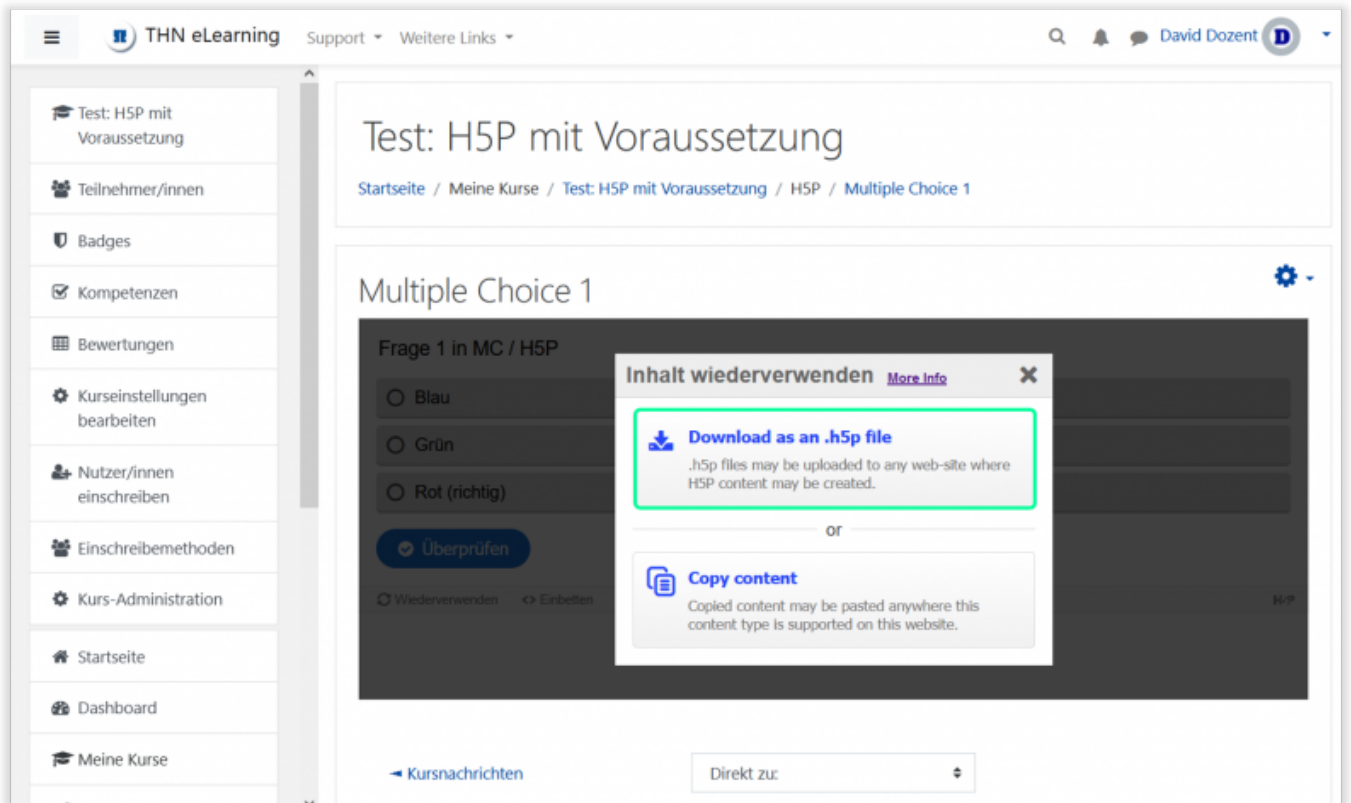 THN eLearning Support Weitere Links David Dozent D
Test: H5P mit
Voraussetzung
Teilnehmer/innen
Badges
Kompetenzen
Bewertungen
Kurseinstellungen
bearbeiten
Nutzer/innen
einschreiben
Einschreibemethoden
Kurs-Administration
Startseite
Dashboard
Meine Kurse
Test: H5P mit Voraussetzung
Startseite / Meine Kurse / Test: H5P mit Voraussetzung / H5P / Multiple Choice 1
Multiple Choice 1
Frage 1 in MC / H5P
Blau
Grün
Rot (richtig)
Überprüfen
Wiederverwenden <> Einbetten
H5P
Inhalt wiederverwenden More Info
Download as an .h5p file
.h5p files may be uploaded to any web-site where
H5P content may be created.
or
Copy content
Copied content may be pasted anywhere this
content type is supported on this website.
Kursnachrichten Direkt zu: